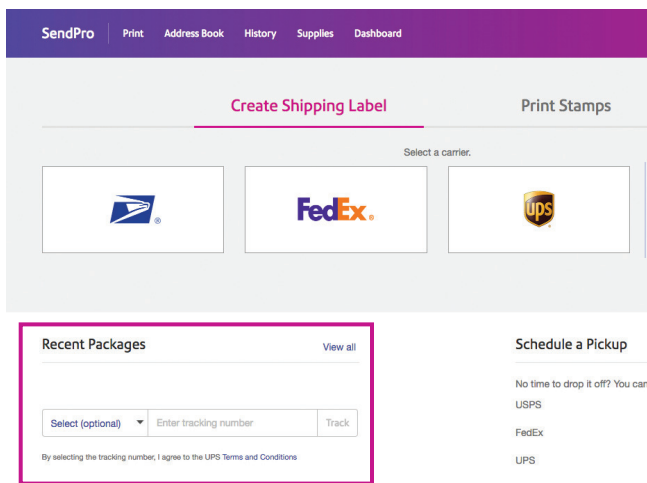 SendPro Print Address Book History Supplies Dashboard
Create Shipping Label Print Stamps
Select a carrier.
FedEx® ups
Recent Packages View all
Schedule a Pickup
No time to drop it off? You can
USPS
Select (optional) Enter tracking number Track
FedEx
By selecting the tracking number, I agree to the UPS Terms and Conditions
UPS